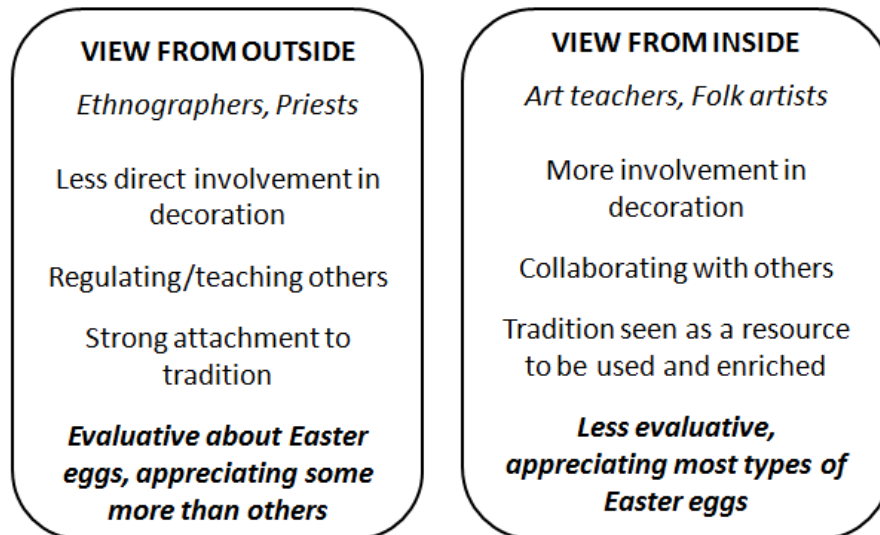 VIEW FROM OUTSIDE
Ethnographers, Priests
Less direct involvement in
decoration
Regulating/teaching others
Strong attachment to
tradition
Evaluative about Easter
eggs, appreciating some
more than others
VIEW FROM INSIDE
Art teachers, Folk artists
More involvement in
decoration
Collaborating with others
Tradition seen as a resource
to be used and enriched
Less evaluative,
appreciating most types of
Easter eggs